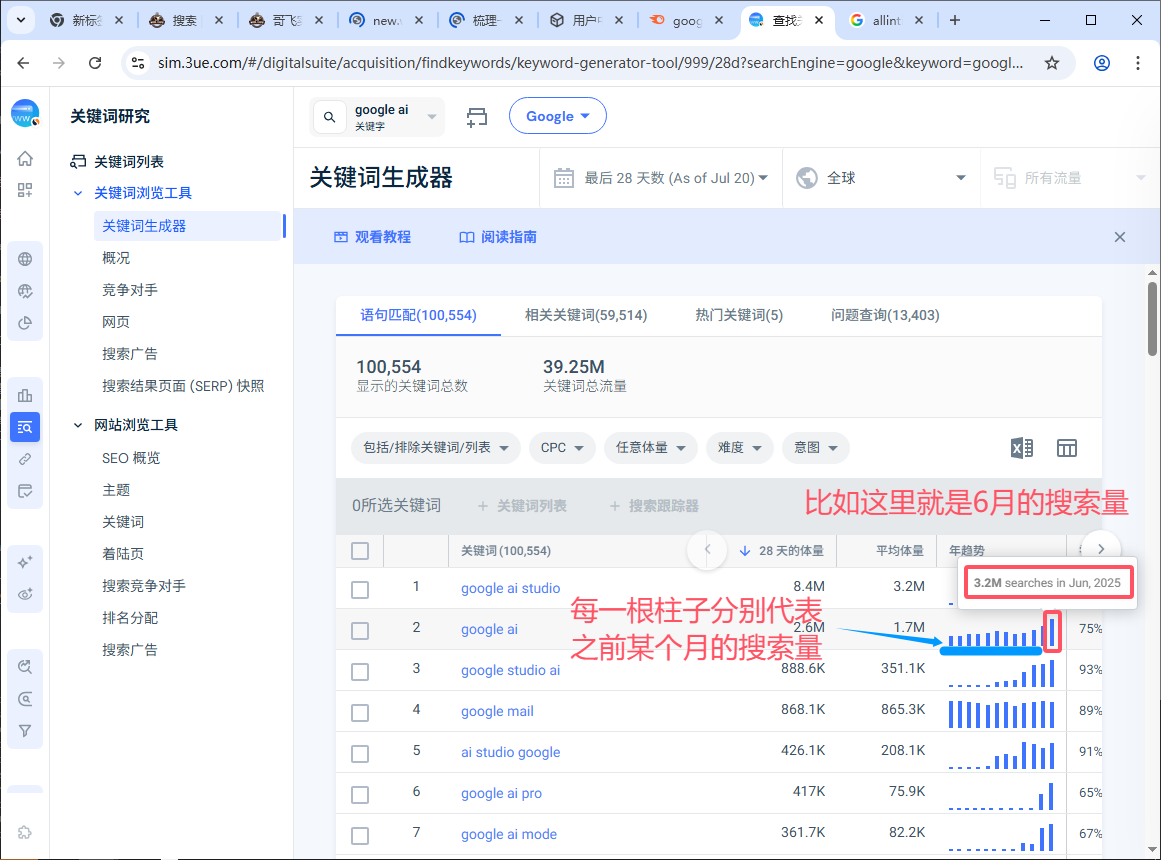 新标签
搜索
哥飞
new.
梳理-
用户中
goog
查找关
allint
sim.3ue.com/#/digitalsuite/acquisition/findkeywords/keyword-generator-tool/999/28d?searchEngine=google&keyword=googl...
关键词研究
关键词列表
关键词浏览工具
关键词生成器
概况
竞争对手
网页
搜索广告
搜索结果页面 (SERP) 快照
网站浏览工具
SEO 概览
主题
关键词
着陆页
搜索竞争对手
排名分配
搜索广告
google ai
关键字
Google
关键词生成器
最后 28 天数 (As of Jul 20)
全球
所有流量
观看教程
阅读指南
语句匹配(100,554)
相关关键词(59,514)
热门关键词(5)
问题查询(13,403)
100,554
显示的关键词总数
39.25M
关键词总流量
包括/排除关键词/列表
CPC
任意体量
难度
意图
0所选关键词
+ 关键词列表
+ 搜索跟踪器
比如这里就是6月的搜索量
关键词 (100,554)
28 天的体量
平均体量
年趋势
3.2M searches in Jun, 2025
1 google ai studio 8.4M 3.2M
每一根柱子分别代表
之前某个月的搜索量
2 google ai 2.6M 1.7M 75%
3 google studio ai 888.6K 351.1K 93%
4 google mail 868.1K 865.3K 89%
5 ai studio google 426.1K 208.1K 91%
6 google ai pro 417K 75.9K 65%
7 google ai mode 361.7K 82.2K 67%